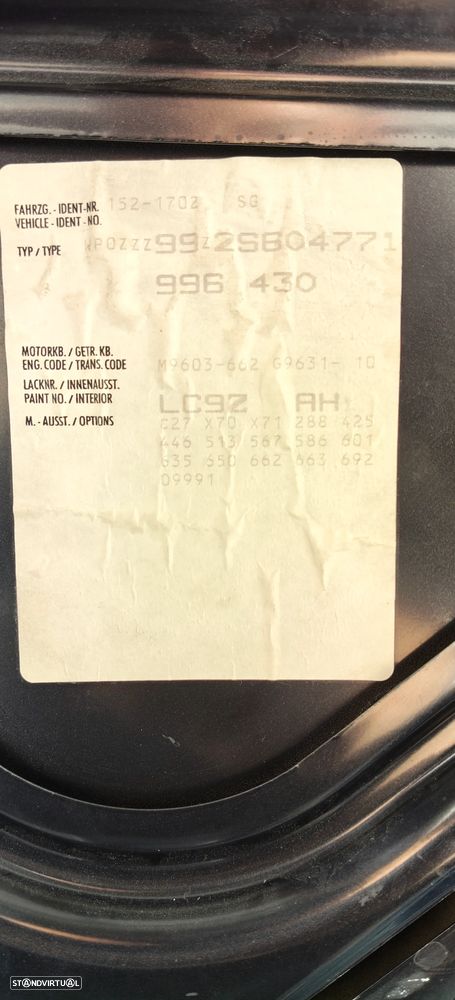 FAHRZG. - IDENT-NR. 152-1702 SG
VEHICLE - IDENT - NO.
TYP / TYPE WP0ZZZ99Z2S604771
996 430
MOTORKB. / GETR. KB.
ENG. CODE / TRANS. CODE M9603-662 G9631- 10
LACKNR. / INNENAUSST.
PAINT NO. / INTERIOR LC9Z AH
M. - AUSST. / OPTIONS C27 X70 X71 288 425
446 513 567 586 601
635 650 662 663 692
09991
STANDVIRTUAL